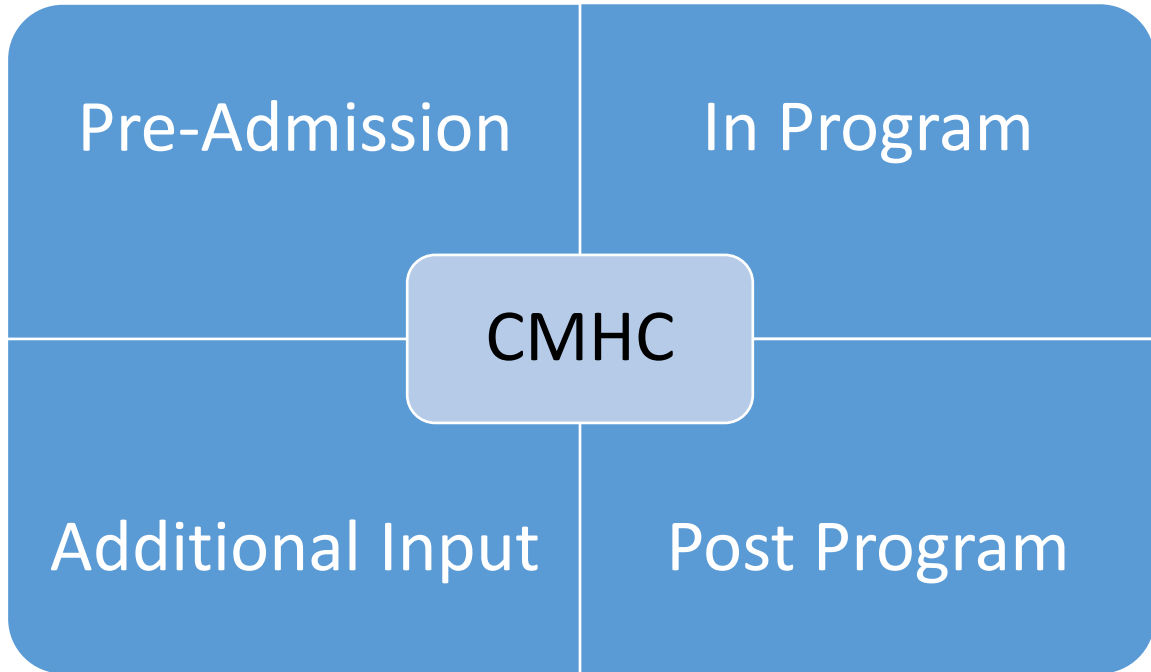 Pre-Admission
In Program
CMHC
Additional Input
Post Program